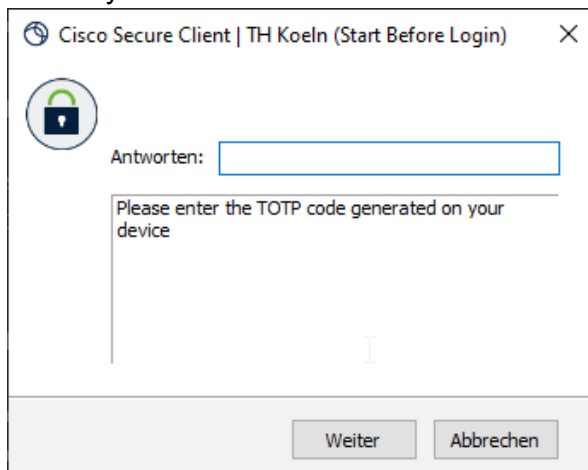 Cisco Secure Client | TH Koeln (Start Before Login)
Antworten:
Please enter the TOTP code generated on your
device
Weiter
Abbrechen